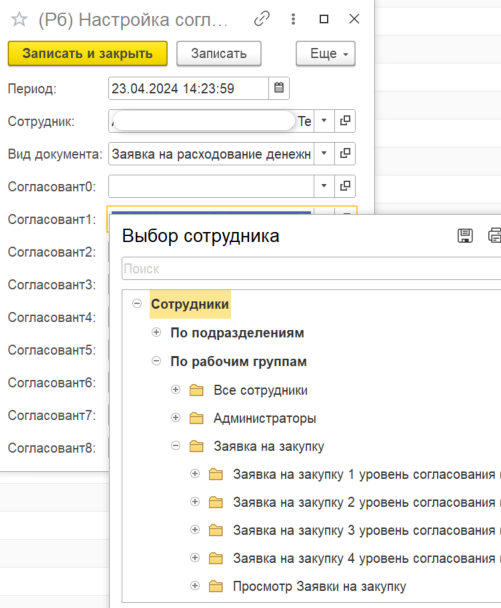 (Рб) Настройка согл...
Записать и закрыть Записать Еще
Период: 23.04.2024 14:23:59
Сотрудник: Те
Вид документа: Заявка на расходование денежн
Согласовант0:
Согласовант1:
Согласовант2:
Согласовант3:
Согласовант4:
Согласовант5:
Согласовант6:
Согласовант7:
Согласовант8:
Выбор сотрудника
Поиск
Сотрудники
По подразделениям
По рабочим группам
Все сотрудники
Администраторы
Заявка на закупку
Заявка на закупку 1 уровень согласования
Заявка на закупку 2 уровень согласования
Заявка на закупку 3 уровень согласования
Заявка на закупку 4 уровень согласования
Просмотр Заявки на закупку